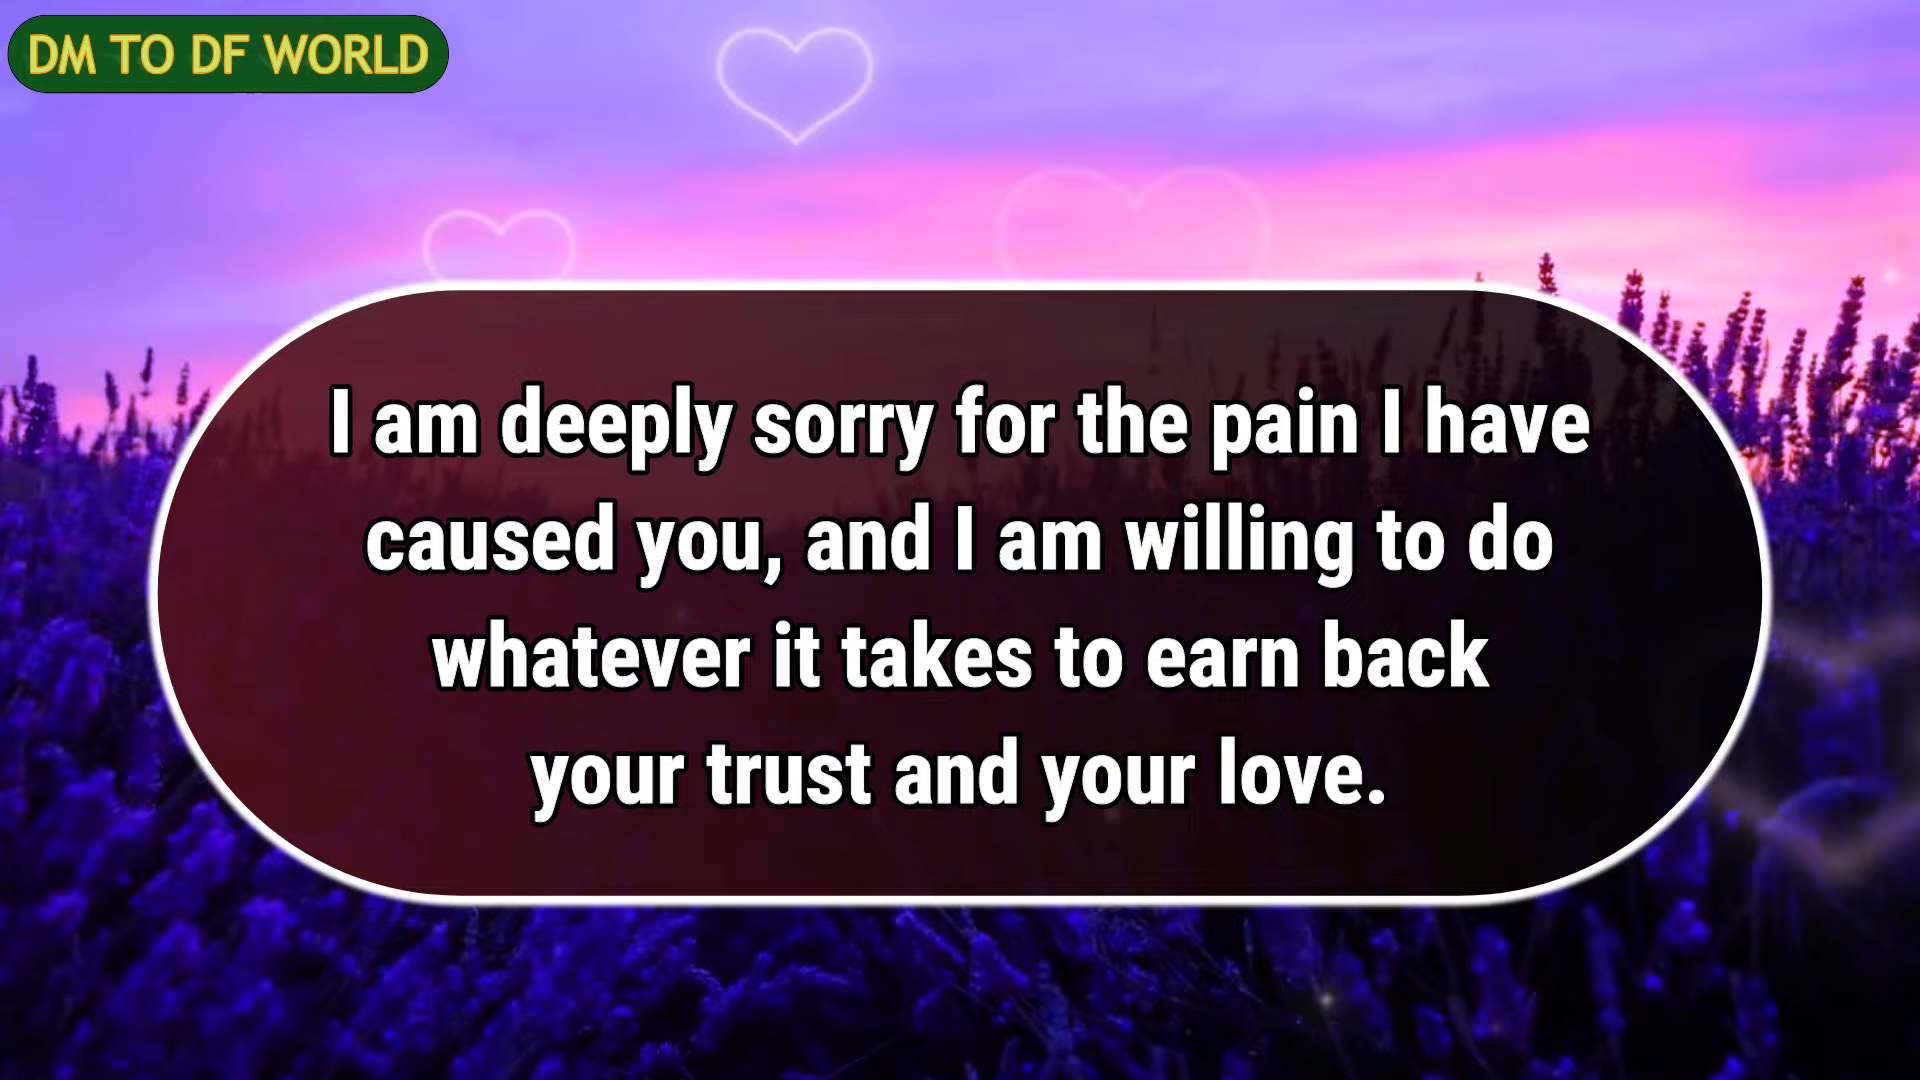 DM TO DF WORLD
I am deeply sorry for the pain I have
caused you, and I am willing to do
whatever it takes to earn back
your trust and your love.